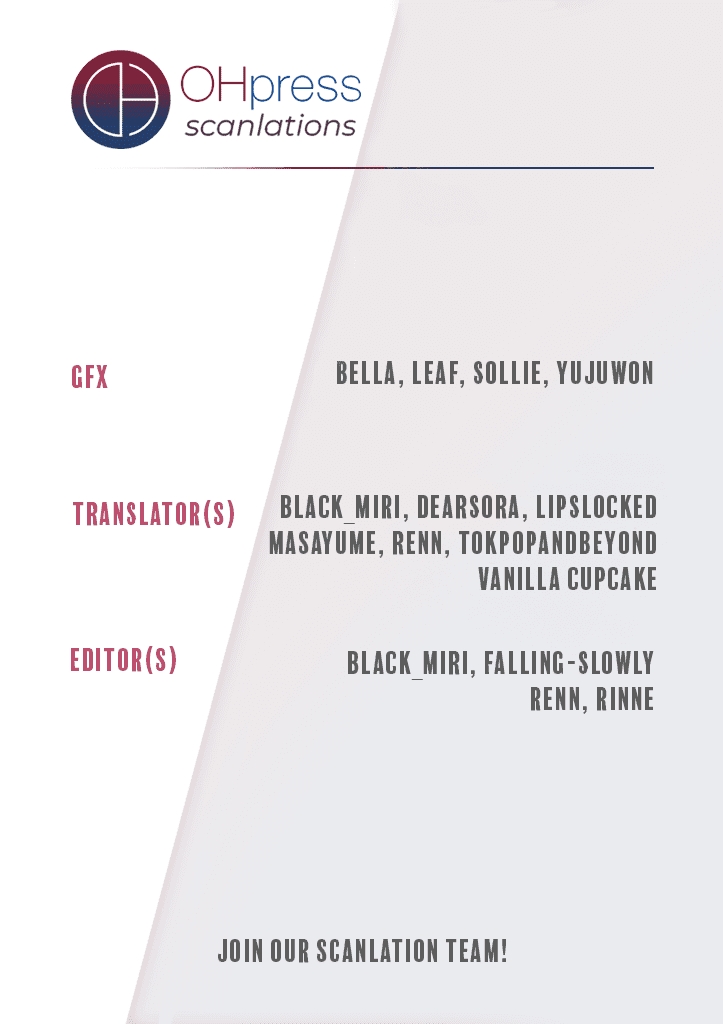 OHpress
scanlations
GFX
BELLA, LEAF, SOLLIE, YUJUWON
TRANSLATOR(S)
BLACK_MIRI, DEARSORA, LIPSLOCKED
MASAYUME, RENN, TOKPOPANDBEYOND
VANILLA CUPCAKE
EDITOR(S)
BLACK_MIRI, FALLING-SLOWLY
RENN, RINNE
JOIN OUR SCANLATION TEAM!